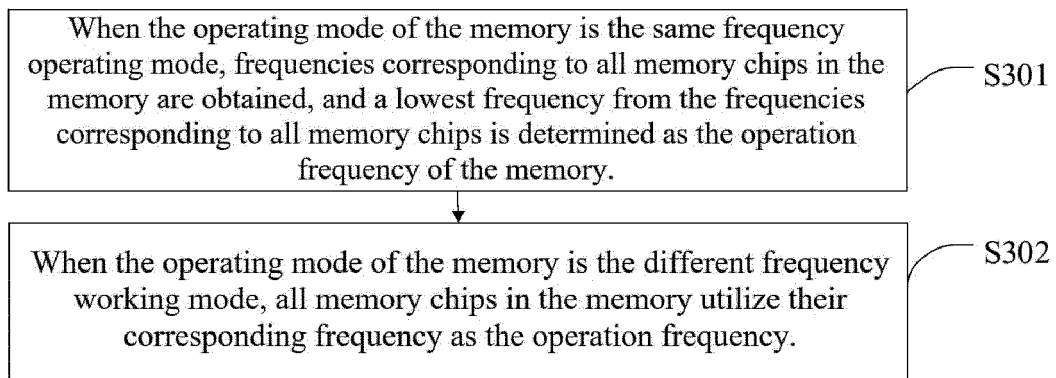 When the operating mode of the memory is the same frequency
operating mode, frequencies corresponding to all memory chips in the
memory are obtained, and a lowest frequency from the frequencies
corresponding to all memory chips is determined as the operation
frequency of the memory.
S301
When the operating mode of the memory is the different frequency
working mode, all memory chips in the memory utilize their
corresponding frequency as the operation frequency.
S302